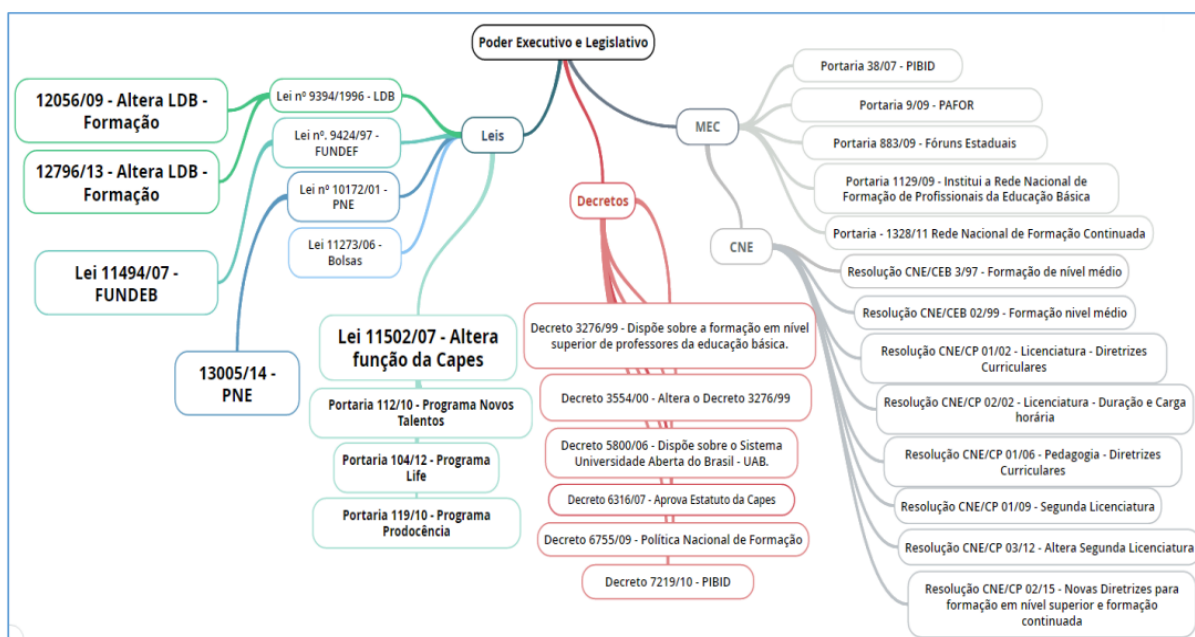 Poder Executivo e Legislativo
Leis
Lei nº 9394/1996 - LDB
12056/09 - Altera LDB -
Formação
12796/13 - Altera LDB -
Formação
Lei nº. 9424/97 -
FUNDEF
Lei 11494/07 -
FUNDEB
Lei nº 10172/01 -
PNE
13005/14 -
PNE
Lei 11273/06 -
Bolsas
Lei 11502/07 - Altera
função da Capes
Portaria 112/10 - Programa Novos
Talentos
Portaria 104/12 - Programa
Life
Portaria 119/10 - Programa
Prodocência
Decretos
Decreto 3276/99 - Dispõe sobre a formação em nível
superior de professores da educação básica.
Decreto 3554/00 - Altera o Decreto 3276/99
Decreto 5800/06 - Dispõe sobre o Sistema
Universidade Aberta do Brasil - UAB.
Decreto 6316/07 - Aprova Estatuto da Capes
Decreto 6755/09 - Política Nacional de Formação
Decreto 7219/10 - PIBID
MEC
Portaria 38/07 - PIBID
Portaria 9/09 - PAFOR
Portaria 883/09 - Fóruns Estaduais
Portaria 1129/09 - Institui a Rede Nacional de
Formação de Profissionais da Educação Básica
Portaria - 1328/11 Rede Nacional de Formação Continuada
CNE
Resolução CNE/CEB 3/97 - Formação de nível médio
Resolução CNE/CEB 02/99 - Formação nivel médio
Resolução CNE/CP 01/02 - Licenciatura - Diretrizes
Curriculares
Resolução CNE/CP 02/02 - Licenciatura - Duração e Carga
horária
Resolução CNE/CP 01/06 - Pedagogia - Diretrizes
Curriculares
Resolução CNE/CP 01/09 - Segunda Licenciatura
Resolução CNE/CP 03/12 - Altera Segunda Licenciatura
Resolução CNE/CP 02/15 - Novas Diretrizes para
formação em nível superior e formação
continuada